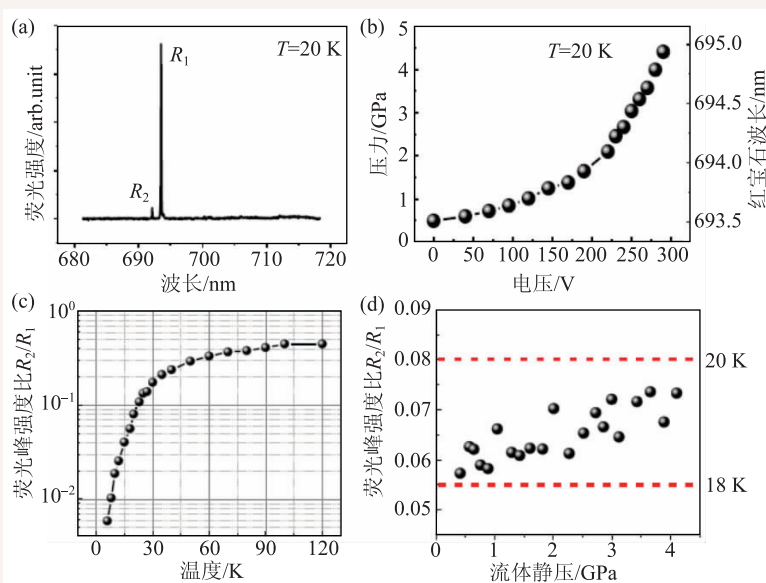 (a)
T=20 K
R₁
R₂
荧光强度/arb.unit
680 690 700 710 720
波长/nm
(b)
T=20 K
5
4
3
2
1
0
压力/GPa
695.0
694.5
694.0
693.5
红宝石波长/nm
0 50 100 150 200 250 300
电压/V
(c)
10⁰
10⁻¹
10⁻²
荧光峰强度比R₂/R₁
0 30 60 90 120
温度/K
(d)
0.09
0.08
0.07
0.06
0.05
荧光峰强度比R₂/R₁
20 K
18 K
0 1 2 3 4
流体静压/GPa